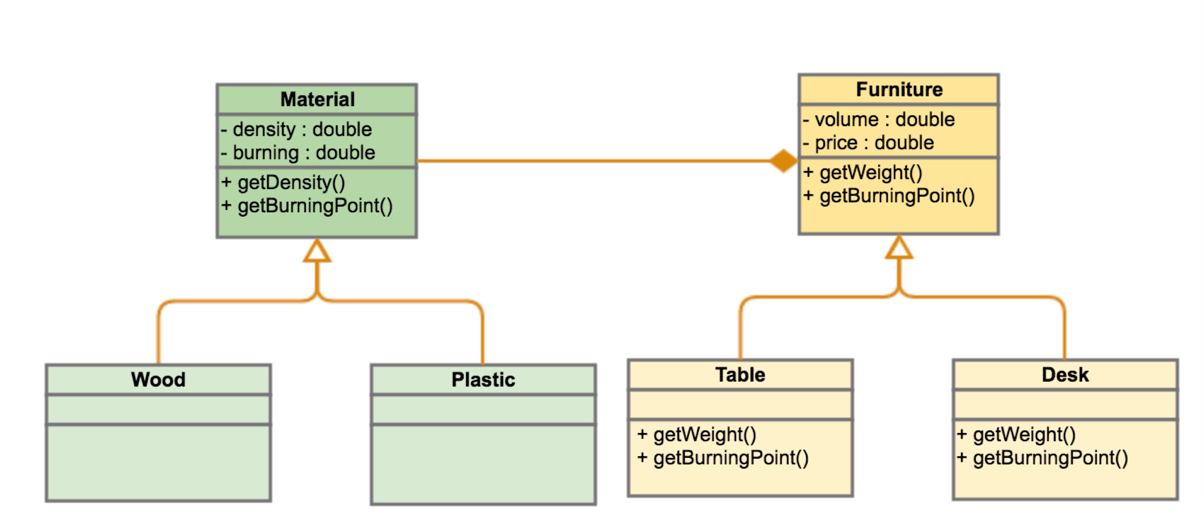 Material
- density : double
- burning : double
+ getDensity()
+ getBurningPoint()
Furniture
- volume : double
- price : double
+ getWeight()
+ getBurningPoint()
Wood
Plastic
Table
+ getWeight()
+ getBurningPoint()
Desk
+ getWeight()
+ getBurningPoint()